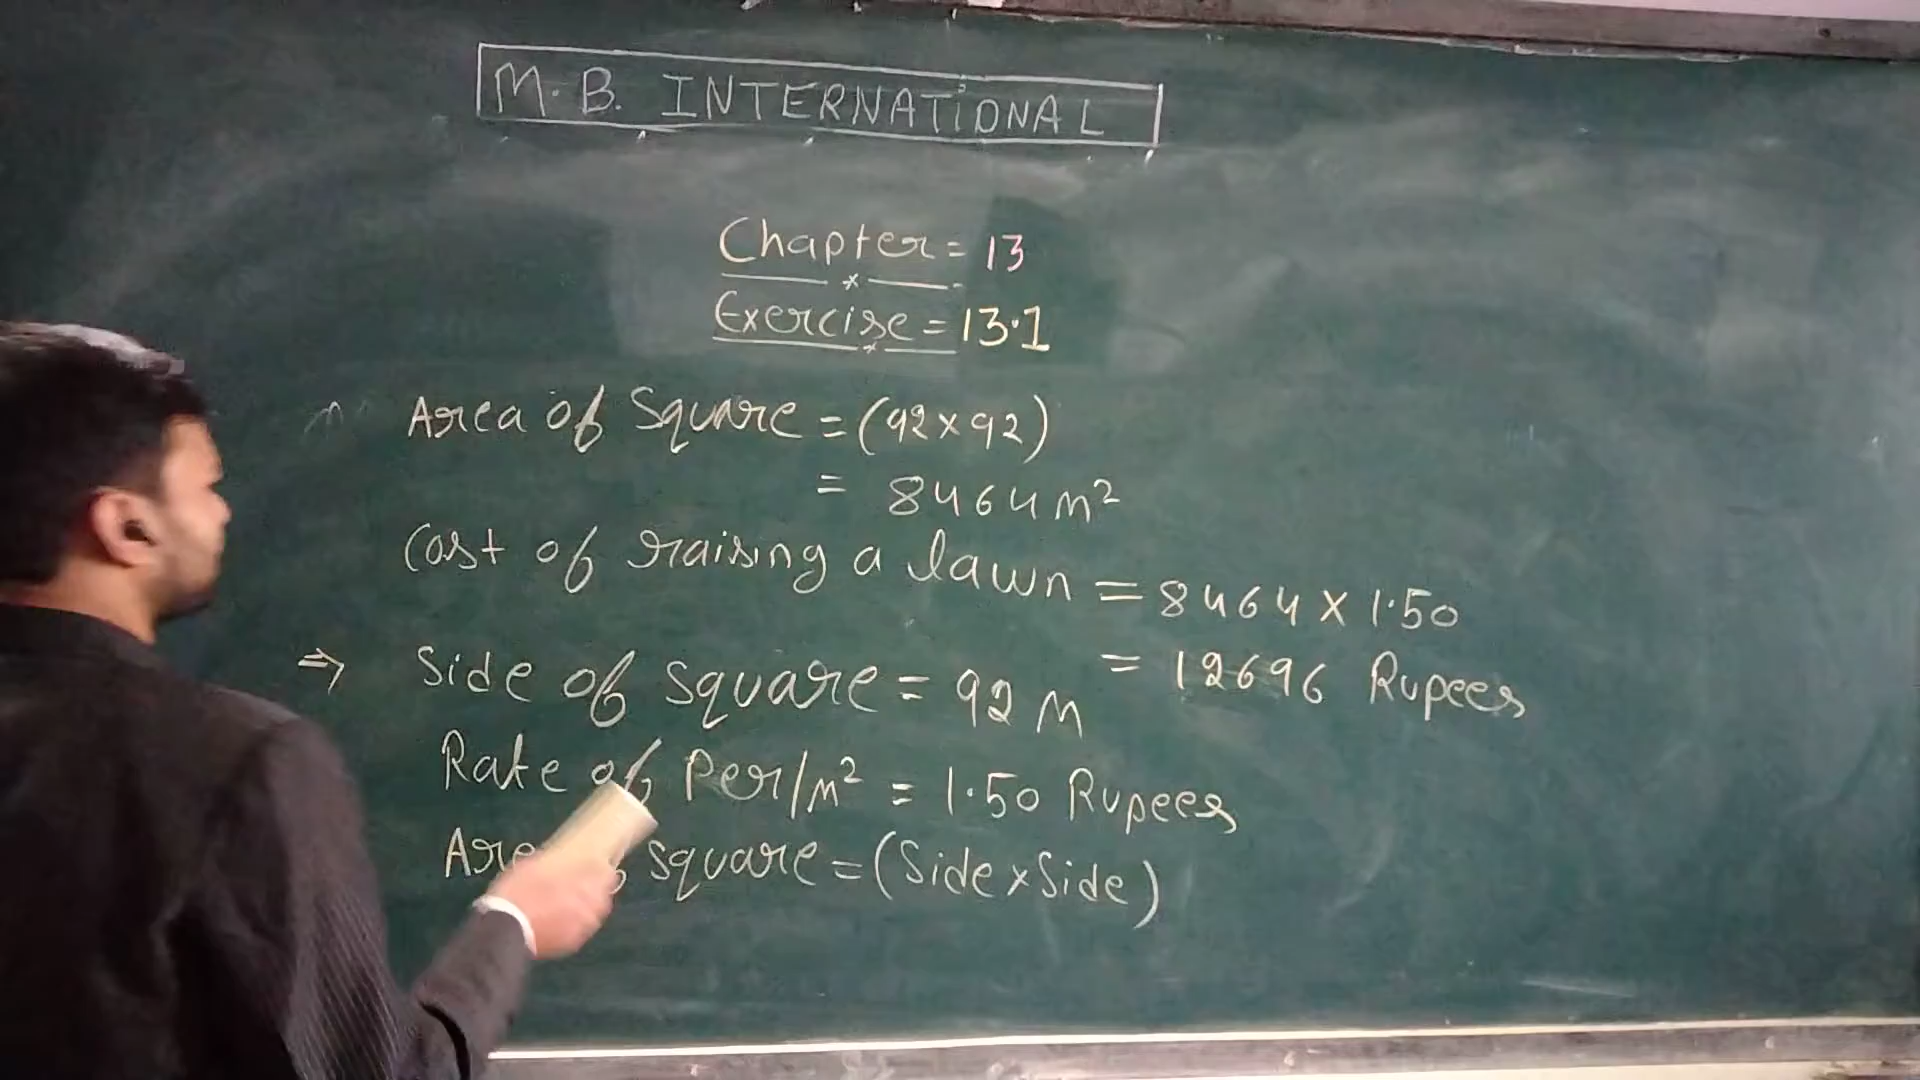 M. B. INTERNATIONAL
Chapter = 13
Exercise = 13.1
Area of Square = (92 × 92)
= 8464 m²
Cost of raising a lawn = 8464 × 1.50
= 12696 Rupees
⇒ Side of square = 92 m
Rate of Per/m² = 1.50 Rupees
square = (Side × Side)